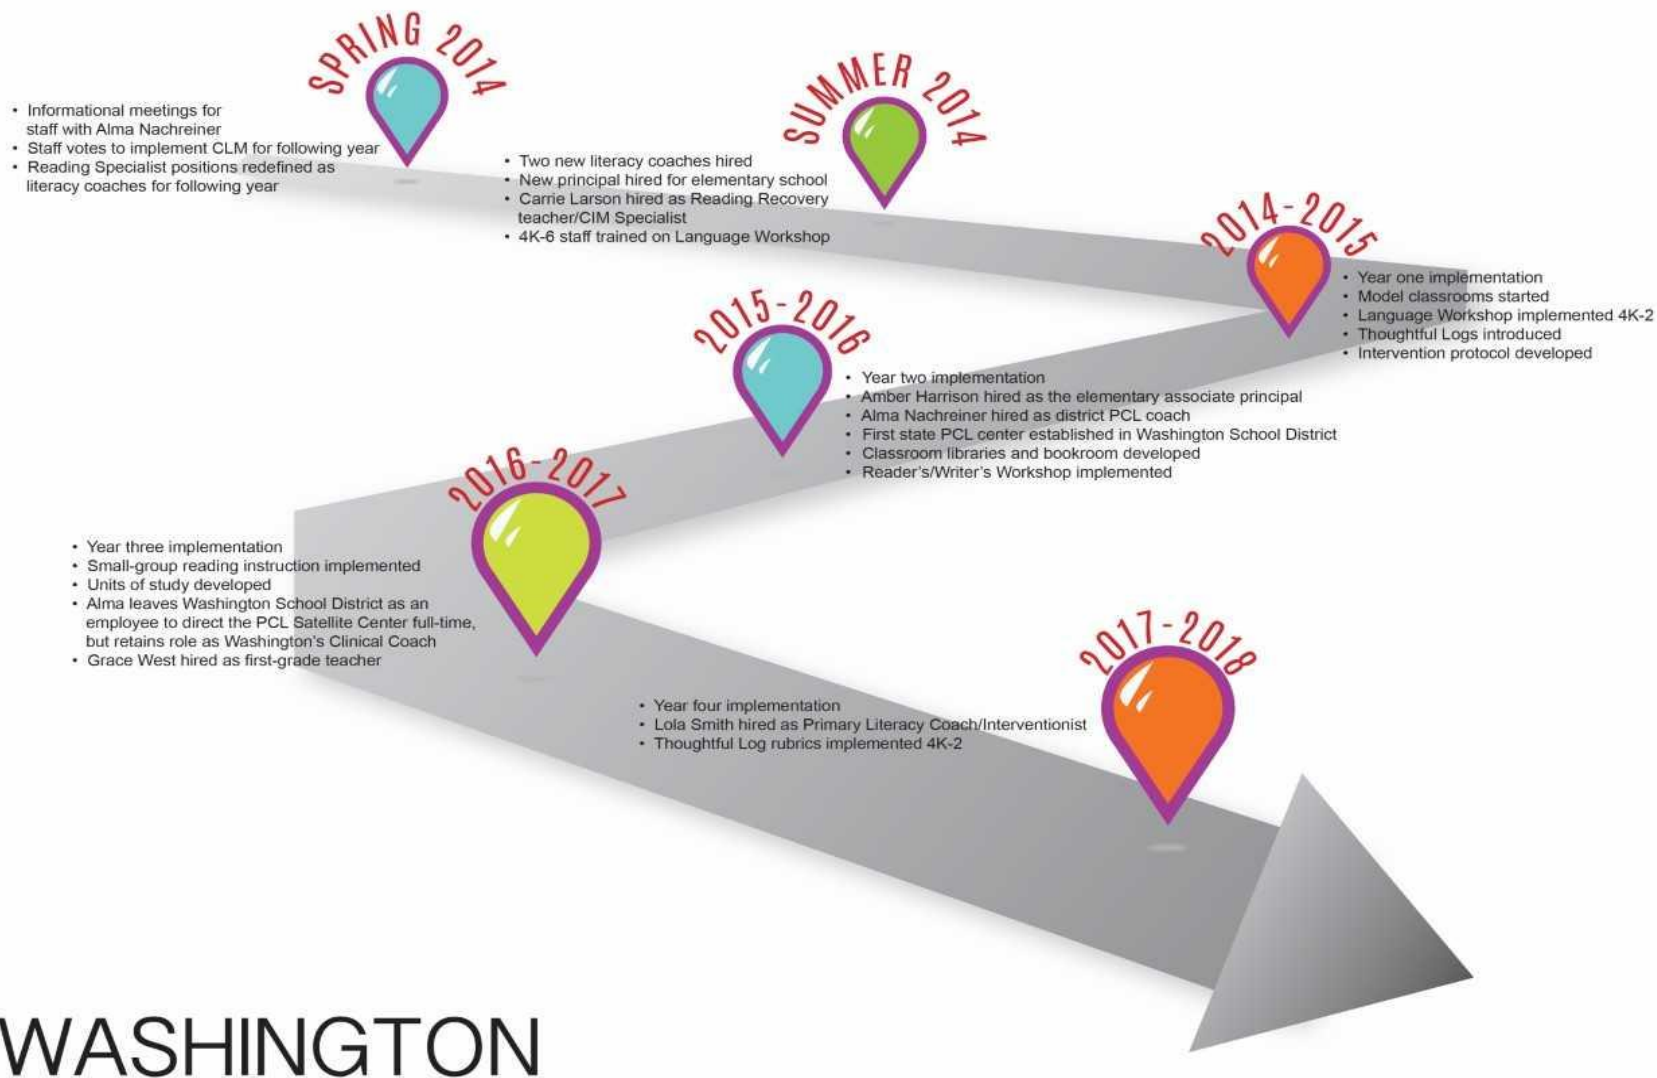 SPRING 2014
• Informational meetings for
staff with Alma Nachreiner
• Staff votes to implement CLM for following year
• Reading Specialist positions redefined as
literacy coaches for following year
SUMMER 2014
• Two new literacy coaches hired
• New principal hired for elementary school
• Carrie Larson hired as Reading Recovery
teacher/CIM Specialist
• 4K-6 staff trained on Language Workshop
2014-2015
• Year one implementation
• Model classrooms started
• Language Workshop implemented 4K-2
• Thoughtful Logs introduced
• Intervention protocol developed
2015-2016
• Year two implementation
• Amber Harrison hired as the elementary associate principal
• Alma Nachreiner hired as district PCL coach
• First state PCL center established in Washington School District
• Classroom libraries and bookroom developed
• Reader's/Writer's Workshop implemented
2016-2017
• Year three implementation
• Small-group reading instruction implemented
• Units of study developed
• Alma leaves Washington School District as an
employee to direct the PCL Satellite Center full-time,
but retains role as Washington's Clinical Coach
• Grace West hired as first-grade teacher
2017-2018
• Year four implementation
• Lola Smith hired as Primary Literacy Coach/Interventionist
• Thoughtful Log rubrics implemented 4K-2
WASHINGTON